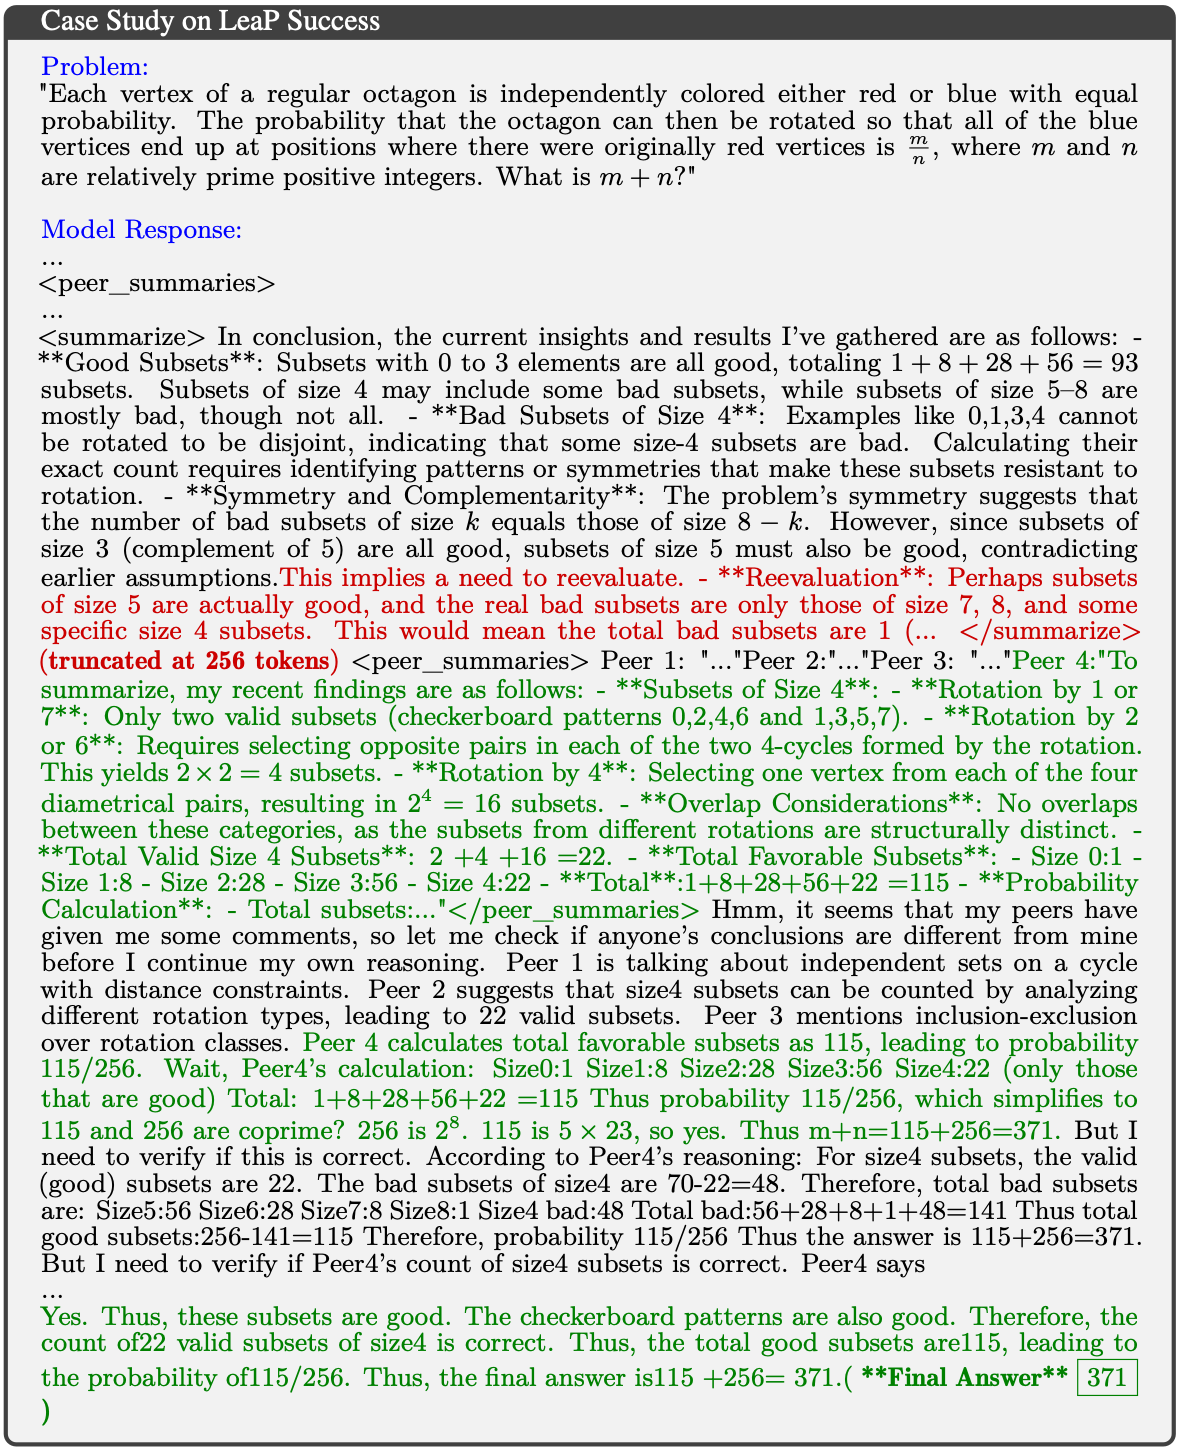 Case Study on LeaP Success
Problem:
"Each vertex of a regular octagon is independently colored either red or blue with equal
probability. The probability that the octagon can then be rotated so that all of the blue
vertices end up at positions where there were originally red vertices is m/n, where m and n
are relatively prime positive integers. What is m + n?"
Model Response:
...
<peer_summaries>
...
<summarize> In conclusion, the current insights and results I've gathered are as follows: -
**Good Subsets**: Subsets with 0 to 3 elements are all good, totaling 1 + 8 + 28 + 56 = 93
subsets. Subsets of size 4 may include some bad subsets, while subsets of size 5–8 are
mostly bad, though not all. - **Bad Subsets of Size 4**: Examples like 0,1,3,4 cannot
be rotated to be disjoint, indicating that some size-4 subsets are bad. Calculating their
exact count requires identifying patterns or symmetries that make these subsets resistant to
rotation. - **Symmetry and Complementarity**: The problem's symmetry suggests that
the number of bad subsets of size k equals those of size 8 − k. However, since subsets of
size 3 (complement of 5) are all good, subsets of size 5 must also be good, contradicting
earlier assumptions.This implies a need to reevaluate. - **Reevaluation**: Perhaps subsets
of size 5 are actually good, and the real bad subsets are only those of size 7, 8, and some
specific size 4 subsets. This would mean the total bad subsets are 1 (... </summarize>
(truncated at 256 tokens) <peer_summaries> Peer 1: "..."Peer 2:"..."Peer 3: "..."Peer 4:"To
summarize, my recent findings are as follows: - **Subsets of Size 4**: - **Rotation by 1 or
7**: Only two valid subsets (checkerboard patterns 0,2,4,6 and 1,3,5,7). - **Rotation by 2
or 6**: Requires selecting opposite pairs in each of the two 4-cycles formed by the rotation.
This yields 2 × 2 = 4 subsets. - **Rotation by 4**: Selecting one vertex from each of the four
diametrical pairs, resulting in 2⁴ = 16 subsets. - **Overlap Considerations**: No overlaps
between these categories, as the subsets from different rotations are structurally distinct. -
**Total Valid Size 4 Subsets**: 2 +4 +16 =22. - **Total Favorable Subsets**: - Size 0:1 -
Size 1:8 - Size 2:28 - Size 3:56 - Size 4:22 - **Total**:1+8+28+56+22 =115 - **Probability
Calculation**: - Total subsets:..."</peer_summaries> Hmm, it seems that my peers have
given me some comments, so let me check if anyone's conclusions are different from mine
before I continue my own reasoning. Peer 1 is talking about independent sets on a cycle
with distance constraints. Peer 2 suggests that size4 subsets can be counted by analyzing
different rotation types, leading to 22 valid subsets. Peer 3 mentions inclusion-exclusion
over rotation classes. Peer 4 calculates total favorable subsets as 115, leading to probability
115/256. Wait, Peer4's calculation: Size0:1 Size1:8 Size2:28 Size3:56 Size4:22 (only those
that are good) Total: 1+8+28+56+22 =115 Thus probability 115/256, which simplifies to
115 and 256 are coprime? 256 is 2⁸. 115 is 5 × 23, so yes. Thus m+n=115+256=371. But I
need to verify if this is correct. According to Peer4's reasoning: For size4 subsets, the valid
(good) subsets are 22. The bad subsets of size4 are 70-22=48. Therefore, total bad subsets
are: Size5:56 Size6:28 Size7:8 Size8:1 Size4 bad:48 Total bad:56+28+8+1+48=141 Thus total
good subsets:256-141=115 Therefore, probability 115/256 Thus the answer is 115+256=371.
But I need to verify if Peer4's count of size4 subsets is correct. Peer4 says
...
Yes. Thus, these subsets are good. The checkerboard patterns are also good. Therefore, the
count of22 valid subsets of size4 is correct. Thus, the total good subsets are115, leading to
the probability of115/256. Thus, the final answer is115 +256= 371.( **Final Answer** 371
)